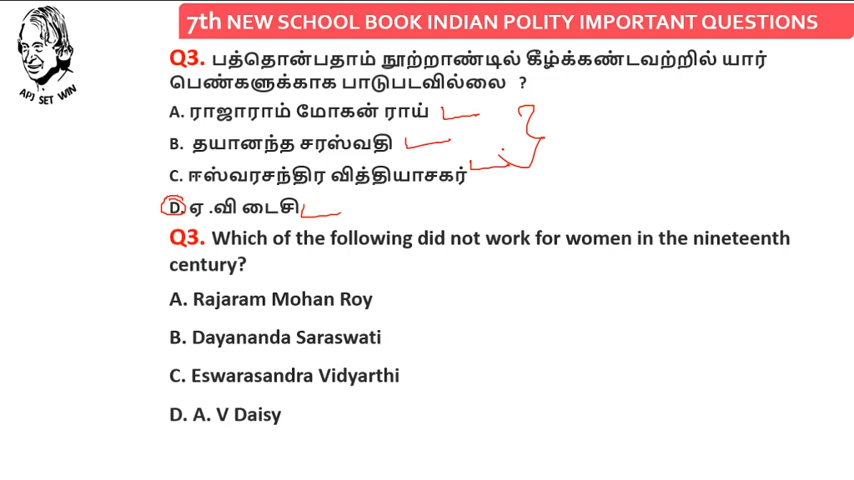 7th NEW SCHOOL BOOK INDIAN POLITY IMPORTANT QUESTIONS
APJ SET WIN
Q3. பத்தொன்பதாம் நூற்றாண்டில் கீழ்க்கண்டவற்றில் யார்
பெண்களுக்காக பாடுபடவில்லை ?
A. ராஜாராம் மோகன் ராய்
B. தயானந்த சரஸ்வதி
C. ஈஸ்வரசந்திர வித்தியாசகர்
D. ஏ .வி டைசி
Q3. Which of the following did not work for women in the nineteenth
century?
A. Rajaram Mohan Roy
B. Dayananda Saraswati
C. Eswarasandra Vidyarthi
D. A. V Daisy